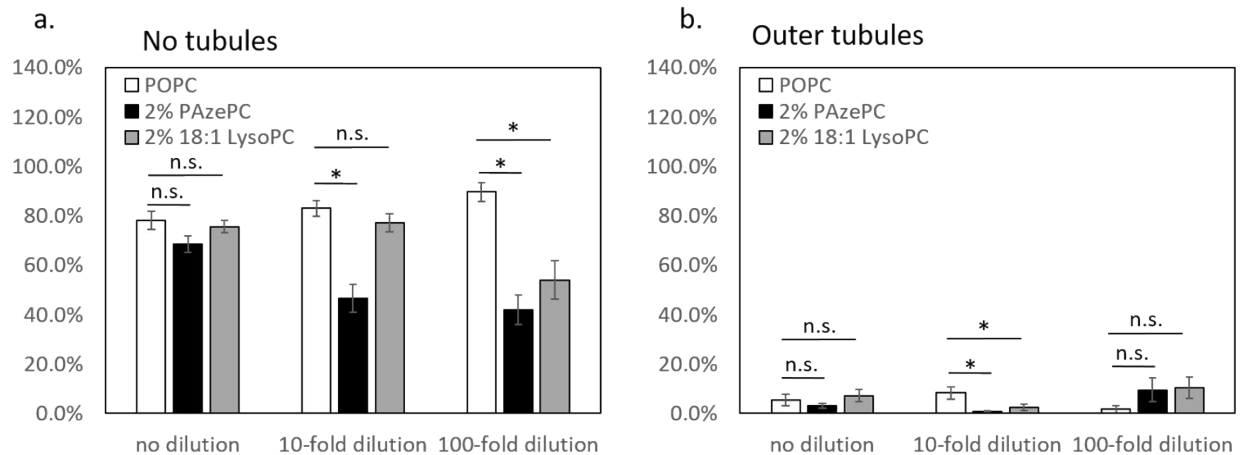 a.
No tubules
140.0%
120.0%
100.0%
80.0%
60.0%
40.0%
20.0%
0.0%
POPC
2% PAzePC
2% 18:1 LysoPC
n.s.
n.s.
n.s.
*
*
*
no dilution
10-fold dilution
100-fold dilution
b.
Outer tubules
140.0%
120.0%
100.0%
80.0%
60.0%
40.0%
20.0%
0.0%
POPC
2% PAzePC
2% 18:1 LysoPC
n.s.
n.s.
*
*
n.s.
n.s.
no dilution
10-fold dilution
100-fold dilution